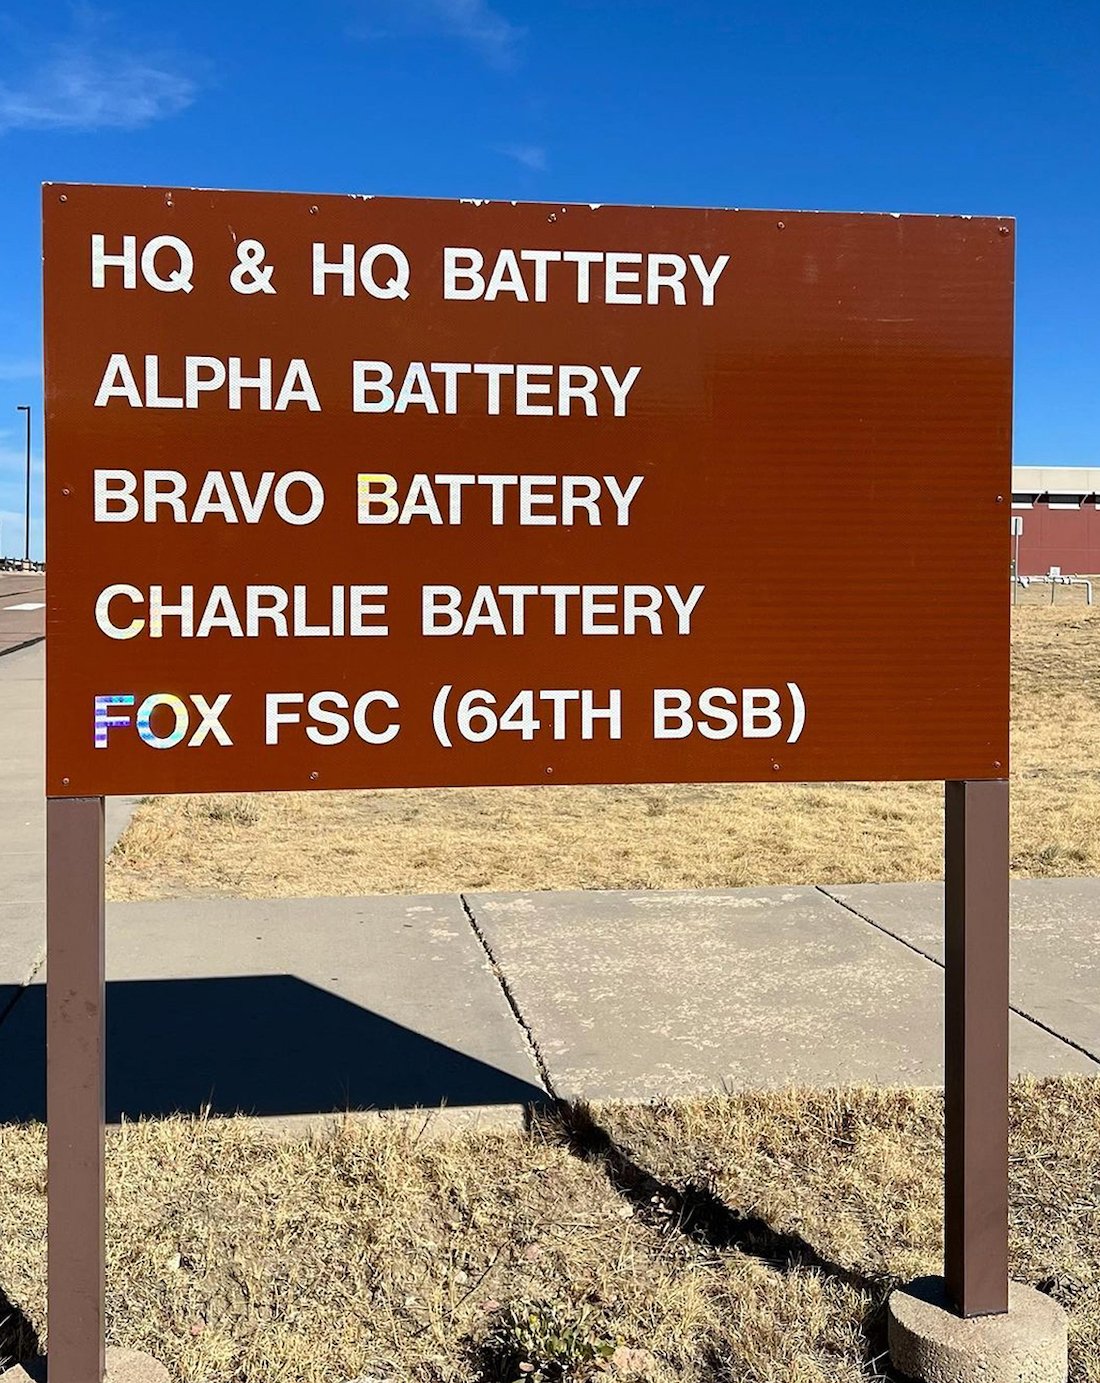 HQ & HQ BATTERY
ALPHA BATTERY
BRAVO BATTERY
CHARLIE BATTERY
FOX FSC (64TH BSB)